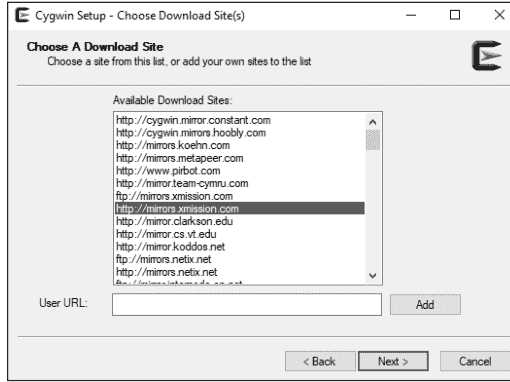 Cygwin Setup - Choose Download Site(s)
Choose A Download Site
Choose a site from this list, or add your own sites to the list
Available Download Sites:
http://cygwin.mirror.constant.com
http://cygwin.mirrors.hoobly.com
http://mirrors.koehn.com
http://mirrors.metapeer.com
http://www.pirbot.com
http://mirror.team-cymru.com
ftp://mirrors.xmission.com
http://mirrors.xmission.com
http://mirror.clarkson.edu
http://mirror.cs.vt.edu
http://mirror.koddos.net
ftp://mirrors.netix.net
http://mirrors.netix.net
User URL:
Add
< Back
Next >
Cancel